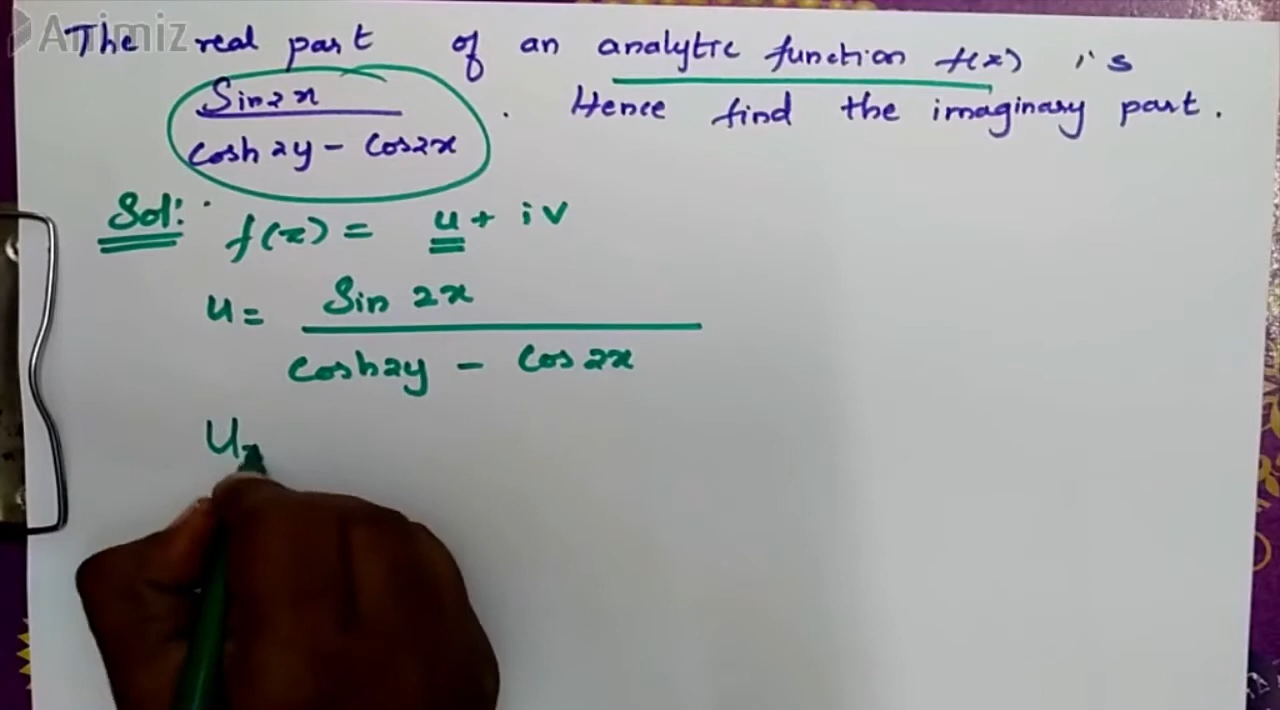 Animiz
The real part of an analytic function f(z) is
Sin2x
cosh2y - cos2x . Hence find the imaginary part.
Sol: f(z) = u + iv
u = Sin 2x
cosh2y - cos2x
U